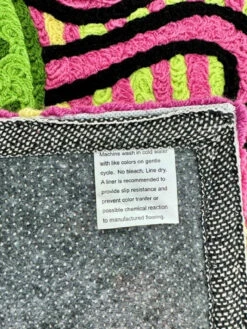 Machine wash in cold water
with like colors on gentle
cycle. No bleach. Line dry.
A liner is recommended to
provide slip resistance and
prevent color tranfer or
possible chemical reaction
to manufactured flooring.